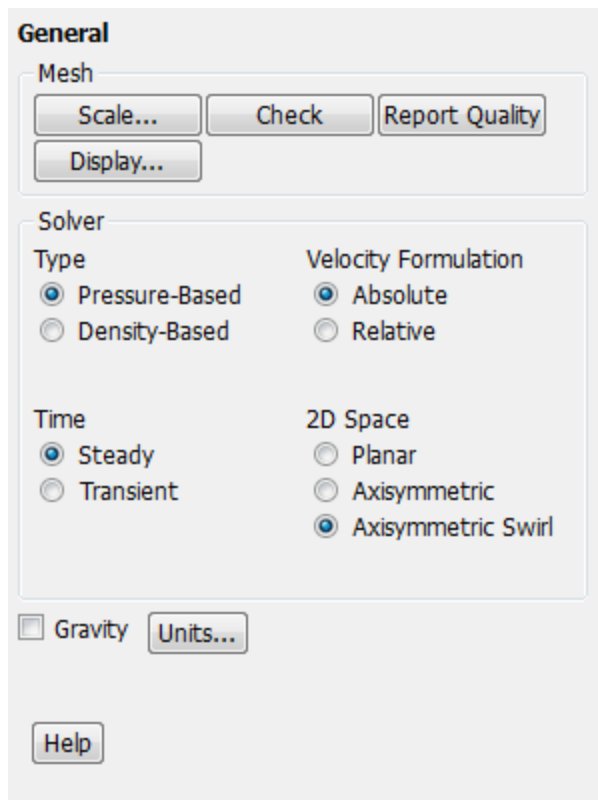 General
Mesh
Scale... Check Report Quality
Display...
Solver
Type Velocity Formulation
Pressure-Based Absolute
Density-Based Relative
Time 2D Space
Steady Planar
Transient Axisymmetric
Axisymmetric Swirl
Gravity Units...
Help